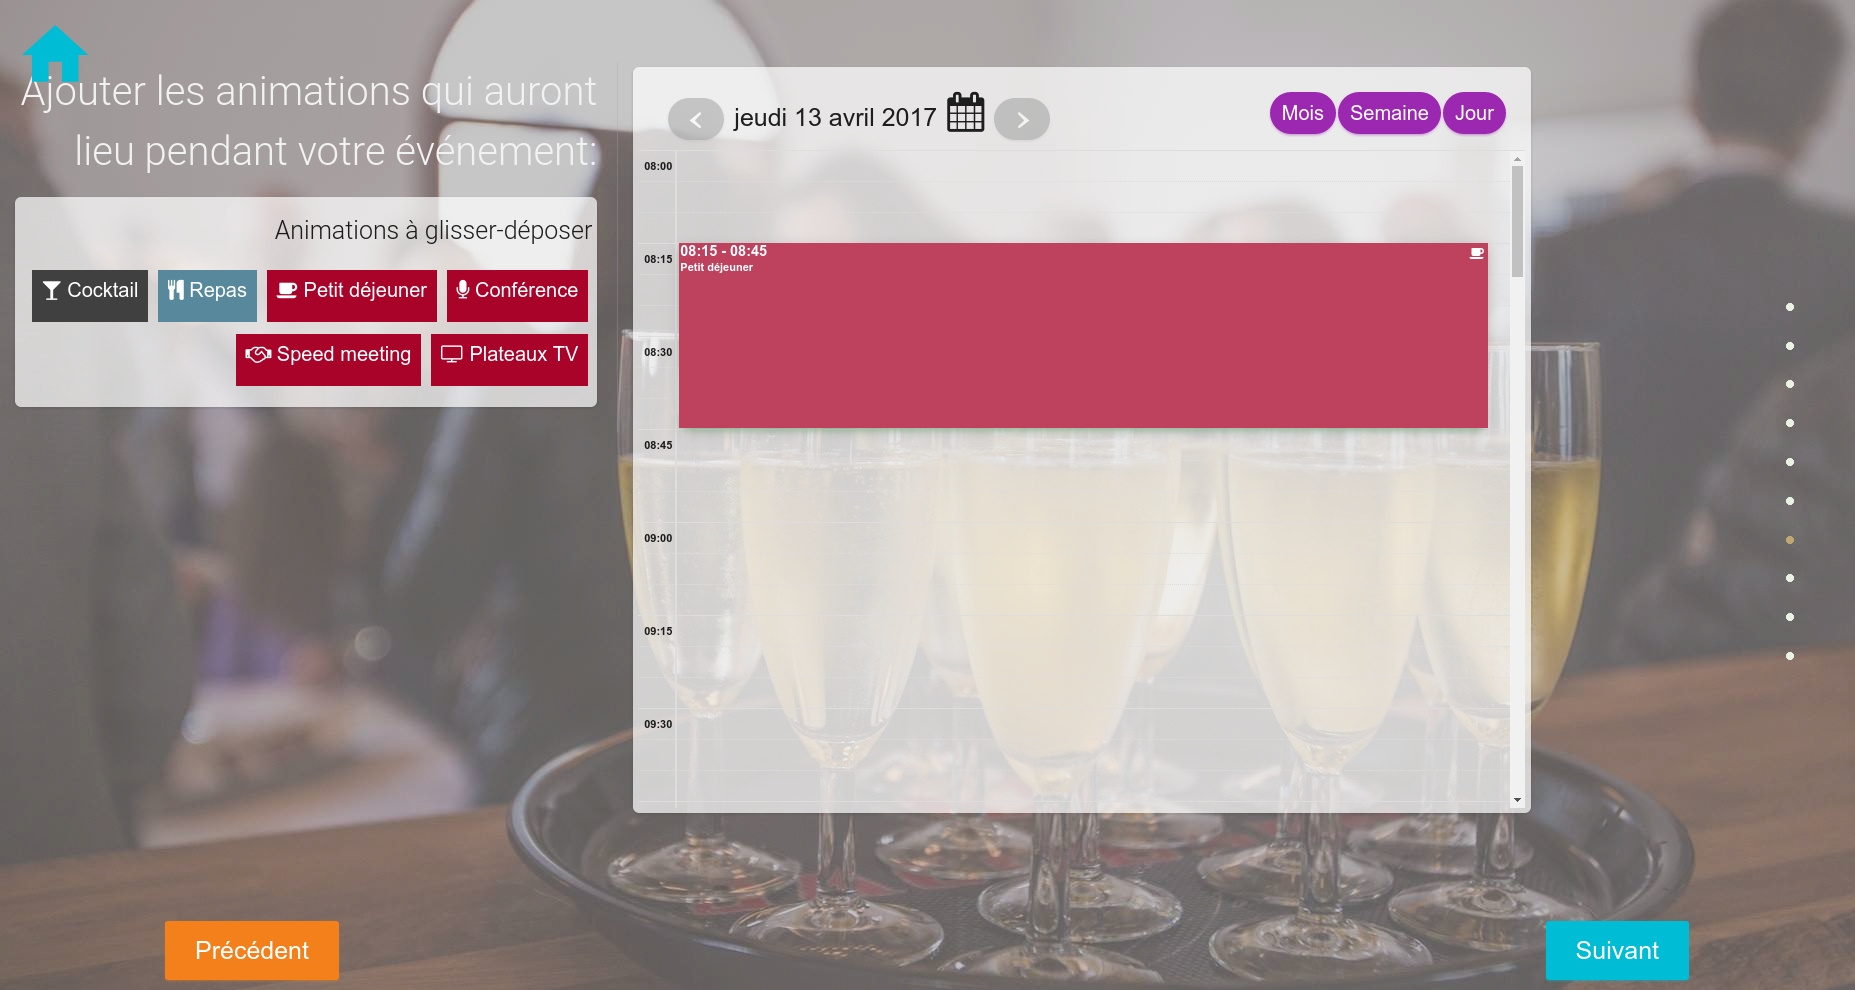 Ajouter les animations qui auront
lieu pendant votre événement:
Animations à glisser-déposer
Cocktail
Repas
Petit déjeuner
Conférence
Speed meeting
Plateaux TV
jeudi 13 avril 2017
Mois
Semaine
Jour
08:00
08:15
08:15 - 08:45
Petit déjeuner
08:30
08:45
09:00
09:15
09:30
Précédent
Suivant